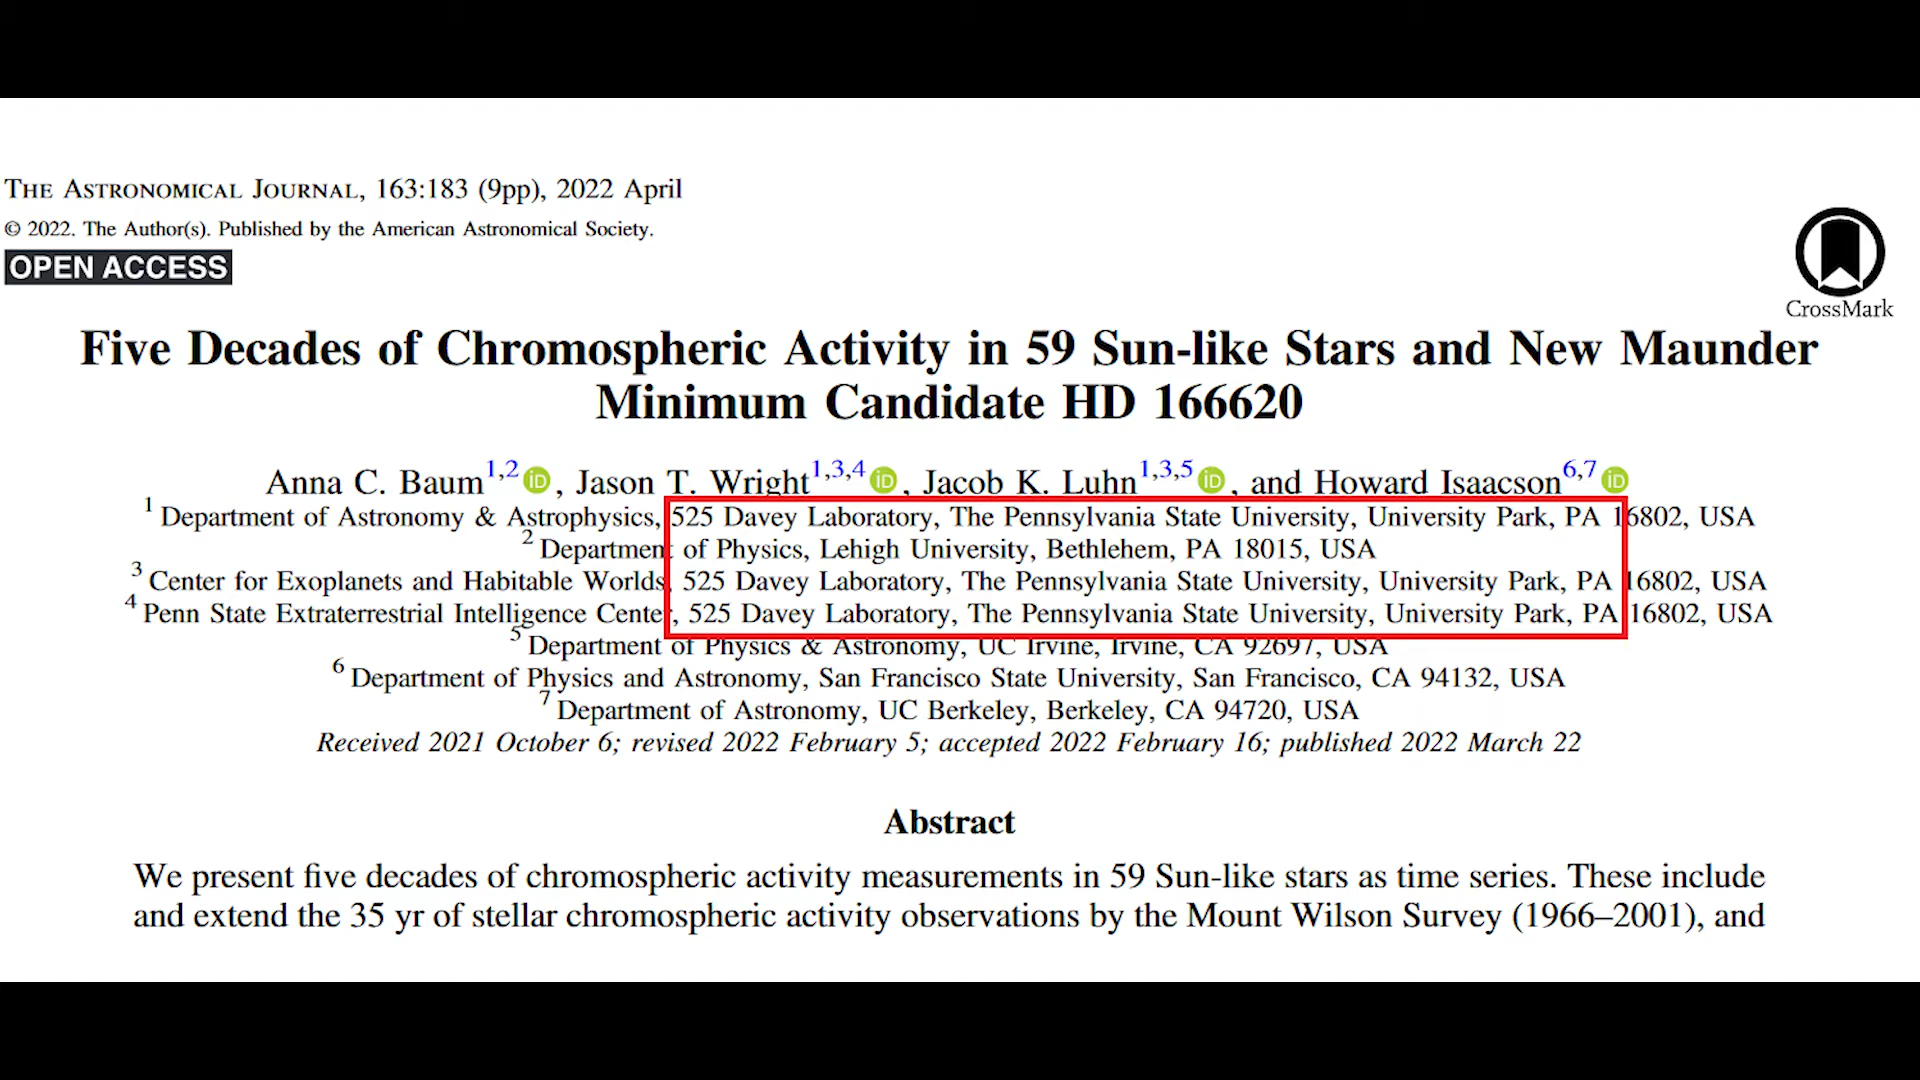 THE ASTRONOMICAL JOURNAL, 163:183 (9pp), 2022 April
© 2022. The Author(s). Published by the American Astronomical Society.
OPEN ACCESS
CrossMark
Five Decades of Chromospheric Activity in 59 Sun-like Stars and New Maunder
Minimum Candidate HD 166620
Anna C. Baum1,2 iD, Jason T. Wright1,3,4 iD, Jacob K. Luhn1,3,5 iD, and Howard Isaacson6,7 iD
1 Department of Astronomy & Astrophysics, 525 Davey Laboratory, The Pennsylvania State University, University Park, PA 16802, USA
2 Department of Physics, Lehigh University, Bethlehem, PA 18015, USA
3 Center for Exoplanets and Habitable Worlds, 525 Davey Laboratory, The Pennsylvania State University, University Park, PA 16802, USA
4 Penn State Extraterrestrial Intelligence Center, 525 Davey Laboratory, The Pennsylvania State University, University Park, PA 16802, USA
5 Department of Physics & Astronomy, UC Irvine, Irvine, CA 92697, USA
6 Department of Physics and Astronomy, San Francisco State University, San Francisco, CA 94132, USA
7 Department of Astronomy, UC Berkeley, Berkeley, CA 94720, USA
Received 2021 October 6; revised 2022 February 5; accepted 2022 February 16; published 2022 March 22
Abstract
We present five decades of chromospheric activity measurements in 59 Sun-like stars as time series. These include
and extend the 35 yr of stellar chromospheric activity observations by the Mount Wilson Survey (1966–2001), and